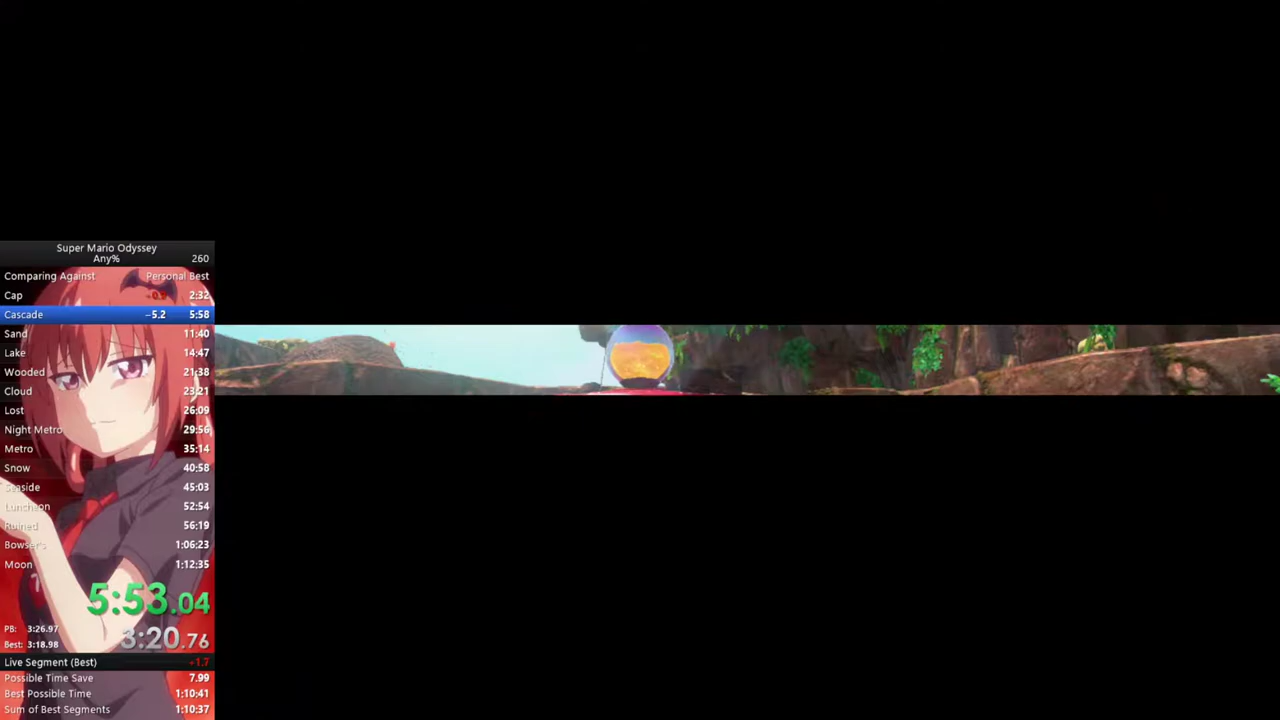 Super Mario Odyssey
Any% 260
Comparing Against Personal Best
Cap 2:32
Cascade −5.2 5:58
Sand 11:40
Lake 14:47
Wooded 21:38
Cloud 23:21
Lost 26:09
Night Metro 29:56
Metro 35:14
Snow 40:58
Seaside 45:03
Luncheon 52:54
Ruined 56:19
Bowser's 1:06:23
Moon 1:12:35
5:53.04
PB: 3:26.97
Best: 3:18.98
3:20.76
Live Segment (Best) +1.7
Possible Time Save 7.99
Best Possible Time 1:10:41
Sum of Best Segments 1:10:37